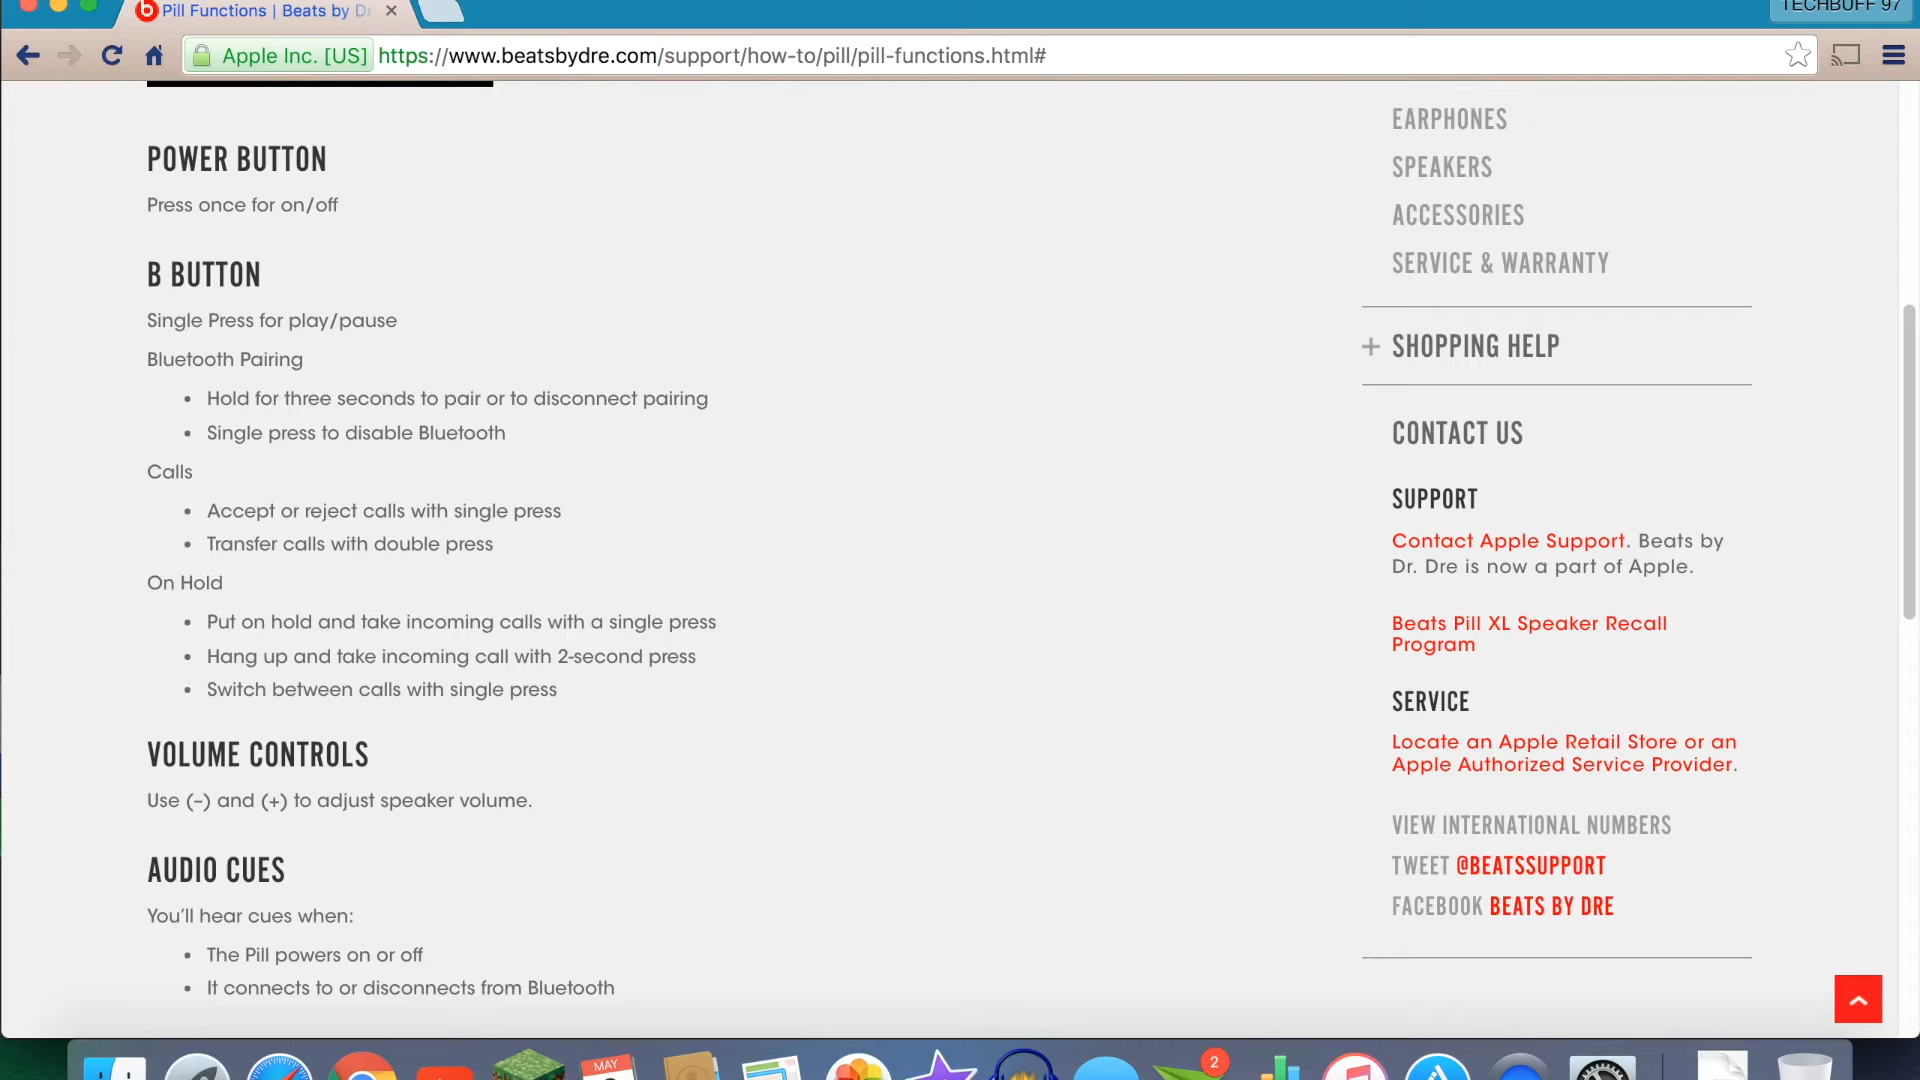 Pill Functions | Beats by Dr
TECHBUFF 97
Apple Inc. [US] https://www.beatsbydre.com/support/how-to/pill/pill-functions.html#
POWER BUTTON
Press once for on/off
B BUTTON
Single Press for play/pause
Bluetooth Pairing
• Hold for three seconds to pair or to disconnect pairing
• Single press to disable Bluetooth
Calls
• Accept or reject calls with single press
• Transfer calls with double press
On Hold
• Put on hold and take incoming calls with a single press
• Hang up and take incoming call with 2-second press
• Switch between calls with single press
VOLUME CONTROLS
Use (–) and (+) to adjust speaker volume.
AUDIO CUES
You'll hear cues when:
• The Pill powers on or off
• It connects to or disconnects from Bluetooth
EARPHONES
SPEAKERS
ACCESSORIES
SERVICE & WARRANTY
+ SHOPPING HELP
CONTACT US
SUPPORT
Contact Apple Support. Beats by
Dr. Dre is now a part of Apple.
Beats Pill XL Speaker Recall
Program
SERVICE
Locate an Apple Retail Store or an
Apple Authorized Service Provider.
VIEW INTERNATIONAL NUMBERS
TWEET @BEATSSUPPORT
FACEBOOK BEATS BY DRE
MAY
2